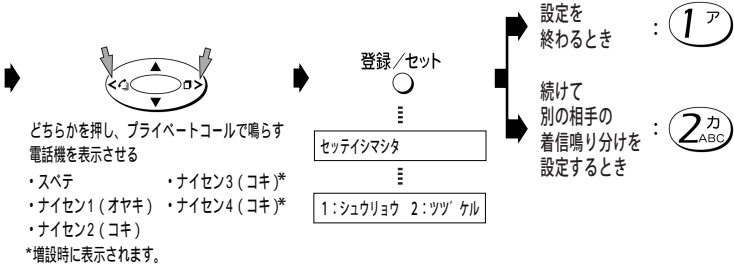 どちらかを押し、プライベートコールで鳴らす
電話機を表示させる
・スベテ ・ナイセン3(コキ)*
・ナイセン1(オヤキ) ・ナイセン4(コキ)*
・ナイセン2(コキ)
*増設時に表示されます。
登録/セット
セッテイシマシタ
1:シュウリョウ 2:ツヅケル
設定を
終わるとき : 1ア
続けて
別の相手の
着信鳴り分けを : 2カABC
設定するとき